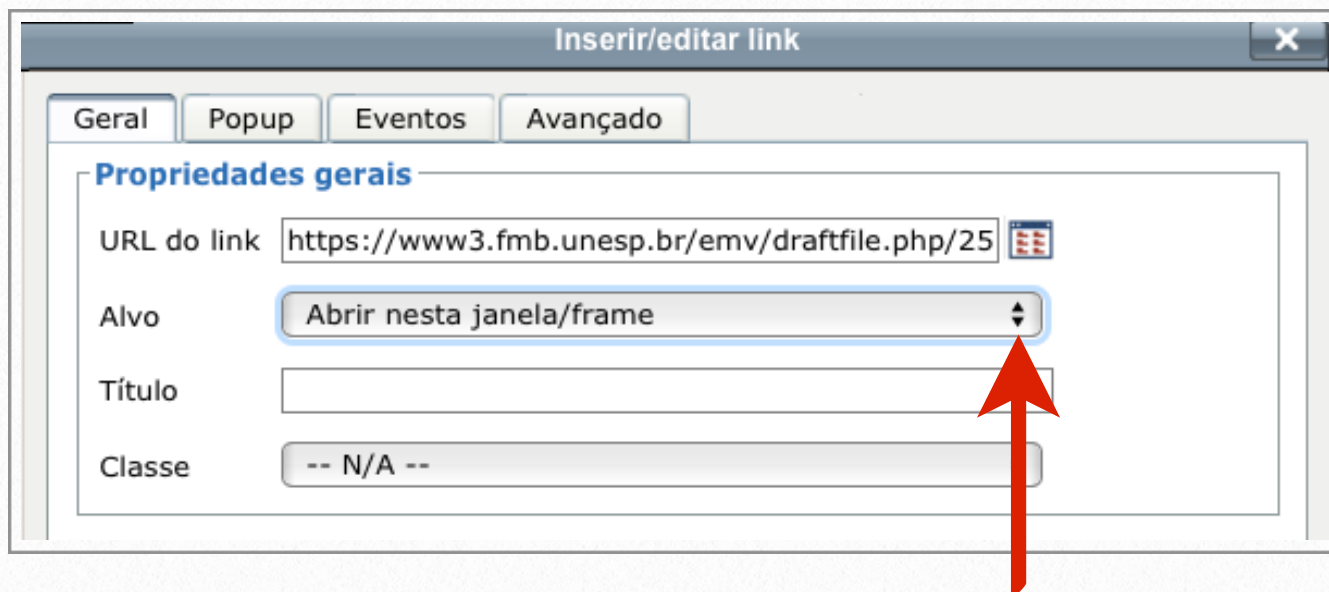 Inserir/editar link
Geral Popup Eventos Avançado
Propriedades gerais
URL do link https://www3.fmb.unesp.br/emv/draftfile.php/25
Alvo Abrir nesta janela/frame
Título
Classe -- N/A --